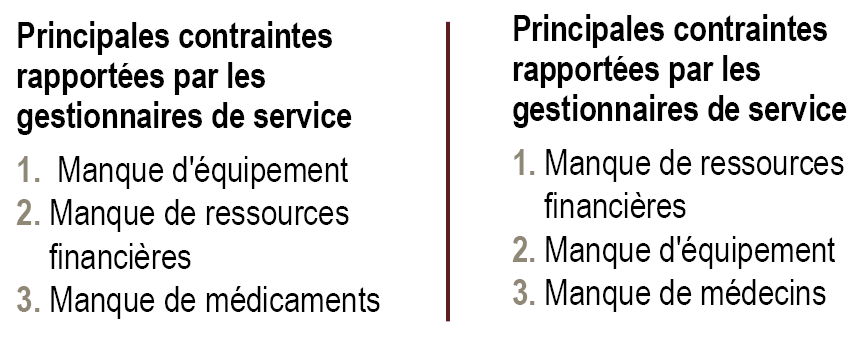 Principales contraintes
rapportées par les
gestionnaires de service
1. Manque d'équipement
2. Manque de ressources
financières
3. Manque de médicaments
Principales contraintes
rapportées par les
gestionnaires de service
1. Manque de ressources
financières
2. Manque d'équipement
3. Manque de médecins